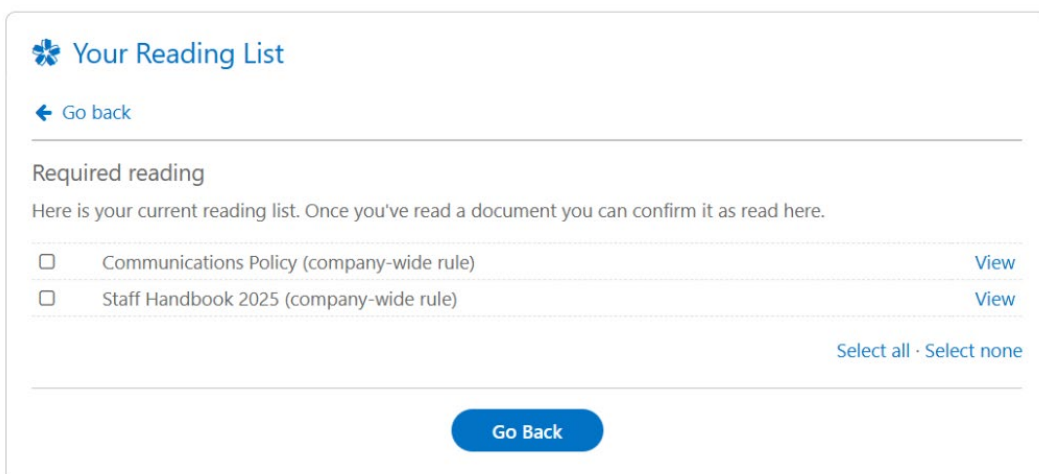 Your Reading List
Go back
Required reading
Here is your current reading list. Once you've read a document you can confirm it as read here.
Communications Policy (company-wide rule) View
Staff Handbook 2025 (company-wide rule) View
Select all · Select none
Go Back